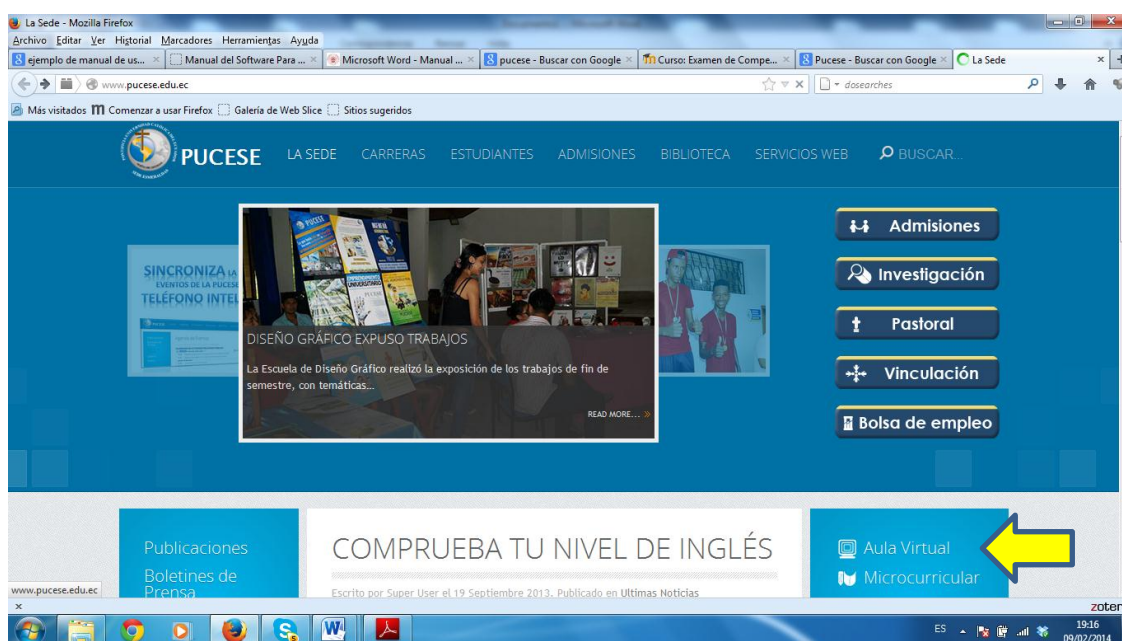 La Sede - Mozilla Firefox
Archivo Editar Ver Historial Marcadores Herramientas Ayuda
ejemplo de manual de us... Manual del Software Para ... Microsoft Word - Manual ... pucese - Buscar con Google Curso: Examen de Compe... Pucese - Buscar con Google La Sede
www.pucese.edu.ec dosearches
Más visitados Comenzar a usar Firefox Galería de Web Slice Sitios sugeridos
PUCESE LA SEDE CARRERAS ESTUDIANTES ADMISIONES BIBLIOTECA SERVICIOS WEB BUSCAR...
Admisiones
Investigación
Pastoral
Vinculación
Bolsa de empleo
SINCRONIZA LA
EVENTOS DE LA PUCESE
TELÉFONO INTEL
DISEÑO GRÁFICO EXPUSO TRABAJOS
La Escuela de Diseño Gráfico realizó la exposición de los trabajos de fin de
semestre, con temáticas...
READ MORE... »
Publicaciones
Boletines de
Prensa
COMPRUEBA TU NIVEL DE INGLÉS
Escrito por Super User el 19 Septiembre 2013. Publicado en Ultimas Noticias
Aula Virtual
Microcurricular
www.pucese.edu.ec
zoter
ES 19:16
09/02/2014